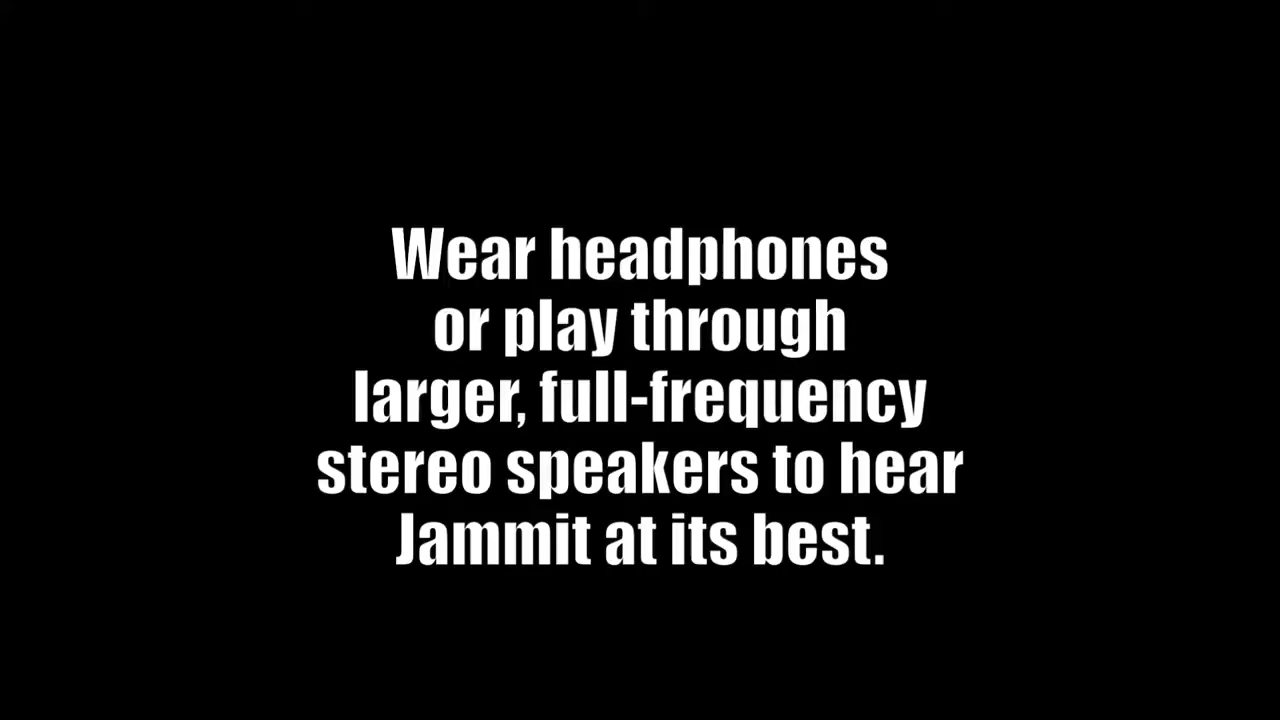 Wear headphones
or play through
larger, full-frequency
stereo speakers to hear
Jammit at its best.